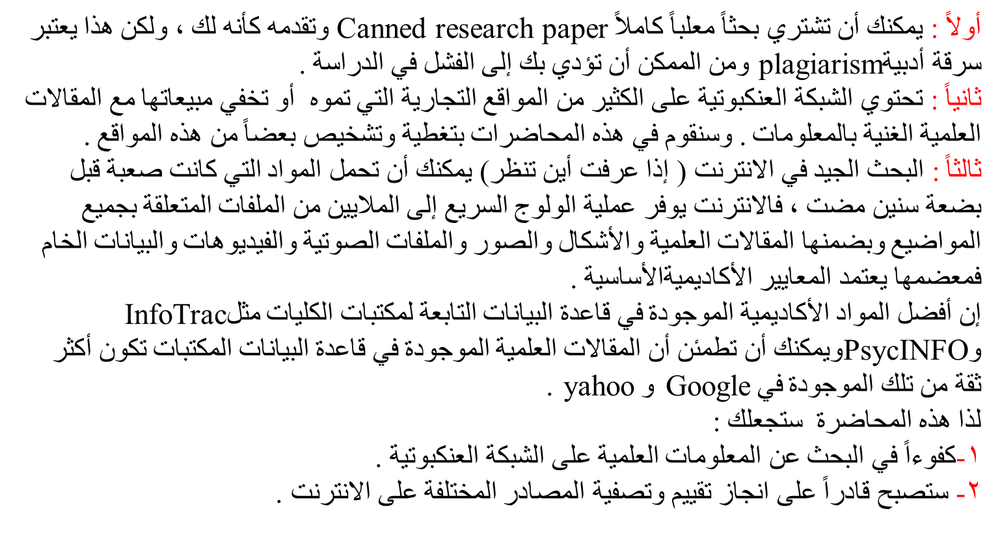 أولاً : يمكنك أن تشتري بحثاً معلباً كاملاً Canned research paper وتقدمه كأنه لك ، ولكن هذا يعتبر
سرقة أدبيةplagiarism ومن الممكن أن تؤدي بك إلى الفشل في الدراسة .
ثانياً : تحتوي الشبكة العنكبوتية على الكثير من المواقع التجارية التي تموه أو تخفي مبيعاتها مع المقالات
العلمية الغنية بالمعلومات . وسنقوم في هذه المحاضرات بتغطية وتشخيص بعضاً من هذه المواقع .
ثالثاً : البحث الجيد في الانترنت ( إذا عرفت أين تنظر) يمكنك أن تحمل المواد التي كانت صعبة قبل
بضعة سنين مضت ، فالانترنت يوفر عملية الولوج السريع إلى الملايين من الملفات المتعلقة بجميع
المواضيع وبضمنها المقالات العلمية والأشكال والصور والملفات الصوتية والفيديوهات والبيانات الخام
فمعضمها يعتمد المعايير الأكاديميةالأساسية .
إن أفضل المواد الأكاديمية الموجودة في قاعدة البيانات التابعة لمكتبات الكليات مثلInfoTrac
وPsycINFOويمكنك أن تطمئن أن المقالات العلمية الموجودة في قاعدة البيانات المكتبات تكون أكثر
ثقة من تلك الموجودة في Google و yahoo .
لذا هذه المحاضرة ستجعلك :
١-كفوءاً في البحث عن المعلومات العلمية على الشبكة العنكبوتية .
٢- ستصبح قادراً على انجاز تقييم وتصفية المصادر المختلفة على الانترنت .